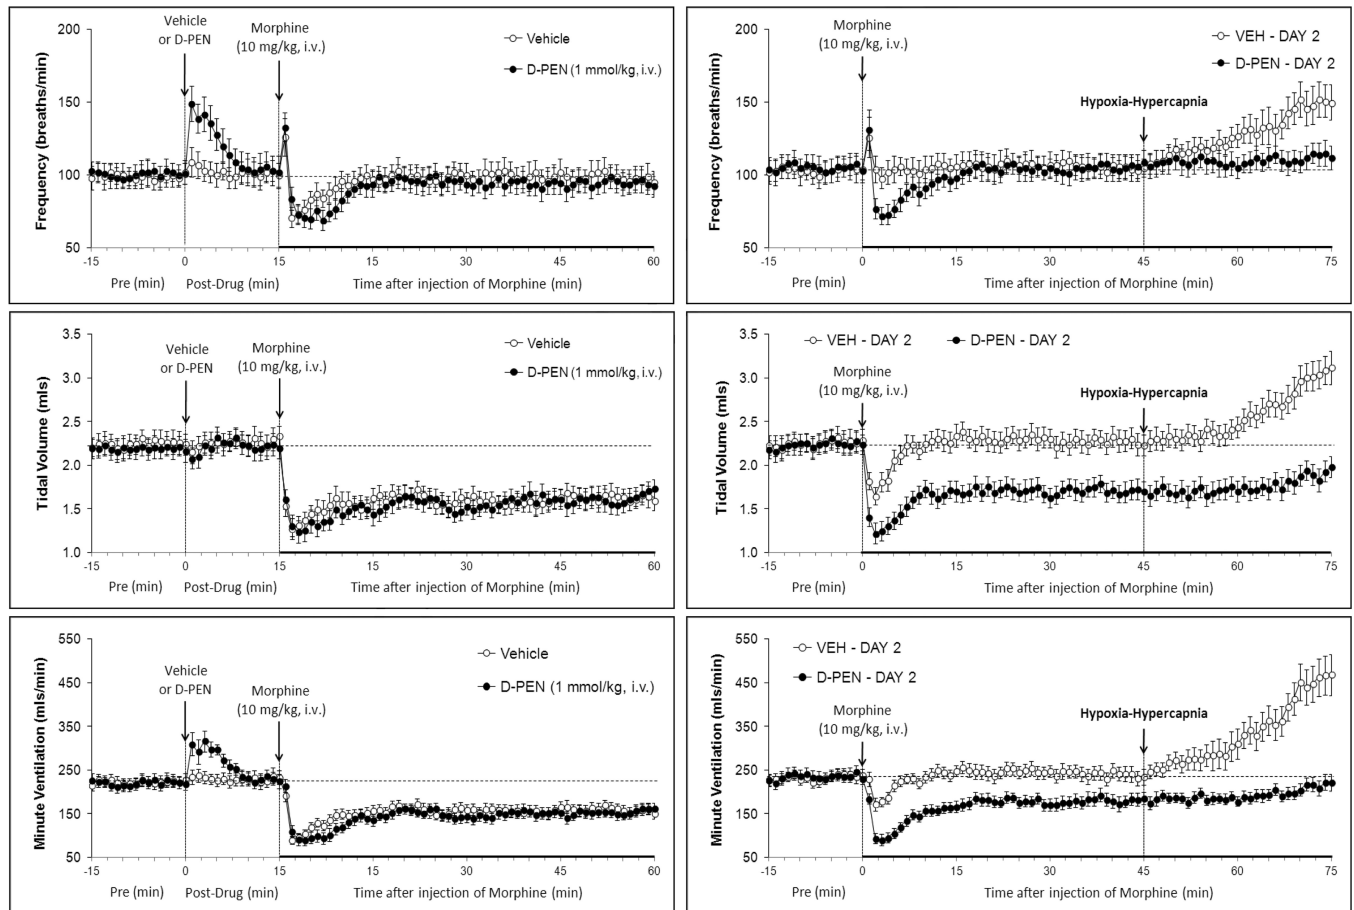 200
150
100
50
Frequency (breaths/min)
Vehicle
or D-PEN
Morphine
(10 mg/kg, i.v.)
Vehicle
D-PEN (1 mmol/kg, i.v.)
-15 0 15 15 30 45 60
Pre (min) Post-Drug (min) Time after injection of Morphine (min)
200
150
100
50
Frequency (breaths/min)
Morphine
(10 mg/kg, i.v.)
VEH - DAY 2
D-PEN - DAY 2
Hypoxia-Hypercapnia
-15 0 15 30 45 60 75
Pre (min) Time after injection of Morphine (min)
3.5
3.0
2.5
2.0
1.5
1.0
Tidal Volume (mls)
Vehicle
or D-PEN
Morphine
(10 mg/kg, i.v.)
Vehicle
D-PEN (1 mmol/kg, i.v.)
-15 0 15 15 30 45 60
Pre (min) Post-Drug (min) Time after injection of Morphine (min)
3.5
3.0
2.5
2.0
1.5
1.0
Tidal Volume (mls)
VEH - DAY 2 D-PEN - DAY 2
Morphine
(10 mg/kg, i.v.)
Hypoxia-Hypercapnia
-15 0 15 30 45 60 75
Pre (min) Time after injection of Morphine (min)
550
450
350
250
150
50
Minute Ventilation (mls/min)
Vehicle
or D-PEN
Morphine
(10 mg/kg, i.v.)
Vehicle
D-PEN (1 mmol/kg, i.v.)
-15 0 15 15 30 45 60
Pre (min) Post-Drug (min) Time after injection of Morphine (min)
550
450
350
250
150
50
Minute Ventilation (mls/min)
VEH - DAY 2
D-PEN - DAY 2
Morphine
(10 mg/kg, i.v.)
Hypoxia-Hypercapnia
-15 0 15 30 45 60 75
Pre (min) Time after injection of Morphine (min)